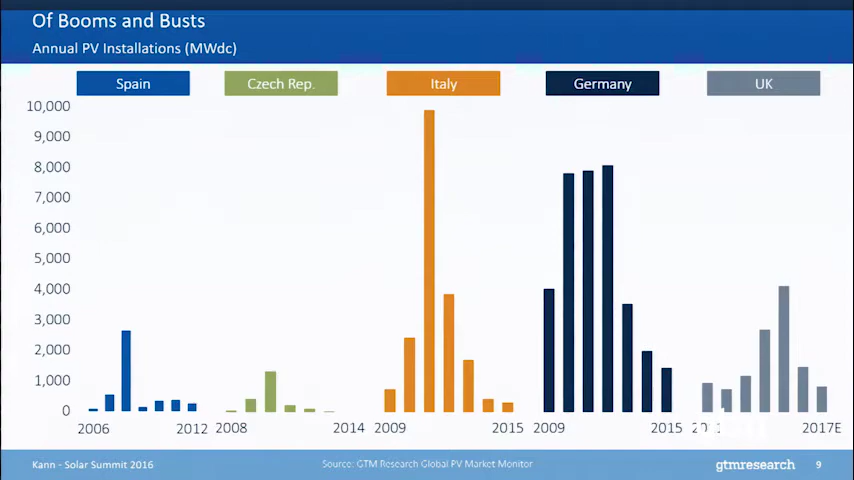 Of Booms and Busts
Annual PV Installations (MWdc)
Spain
Czech Rep.
Italy
Germany
UK
10,000
9,000
8,000
7,000
6,000
5,000
4,000
3,000
2,000
1,000
0
2006
2012
2008
2014
2009
2015
2009
2015
2017E
Kann - Solar Summit 2016
Source: GTM Research Global PV Market Monitor
gtmresearch
9